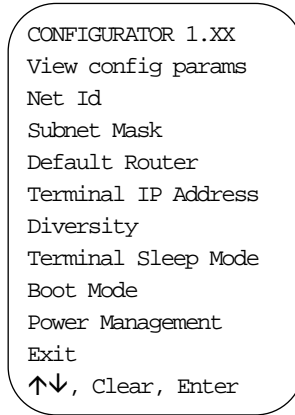 CONFIGURATOR 1.XX
View config params
Net Id
Subnet Mask
Default Router
Terminal IP Address
Diversity
Terminal Sleep Mode
Boot Mode
Power Management
Exit
↑↓, Clear, Enter